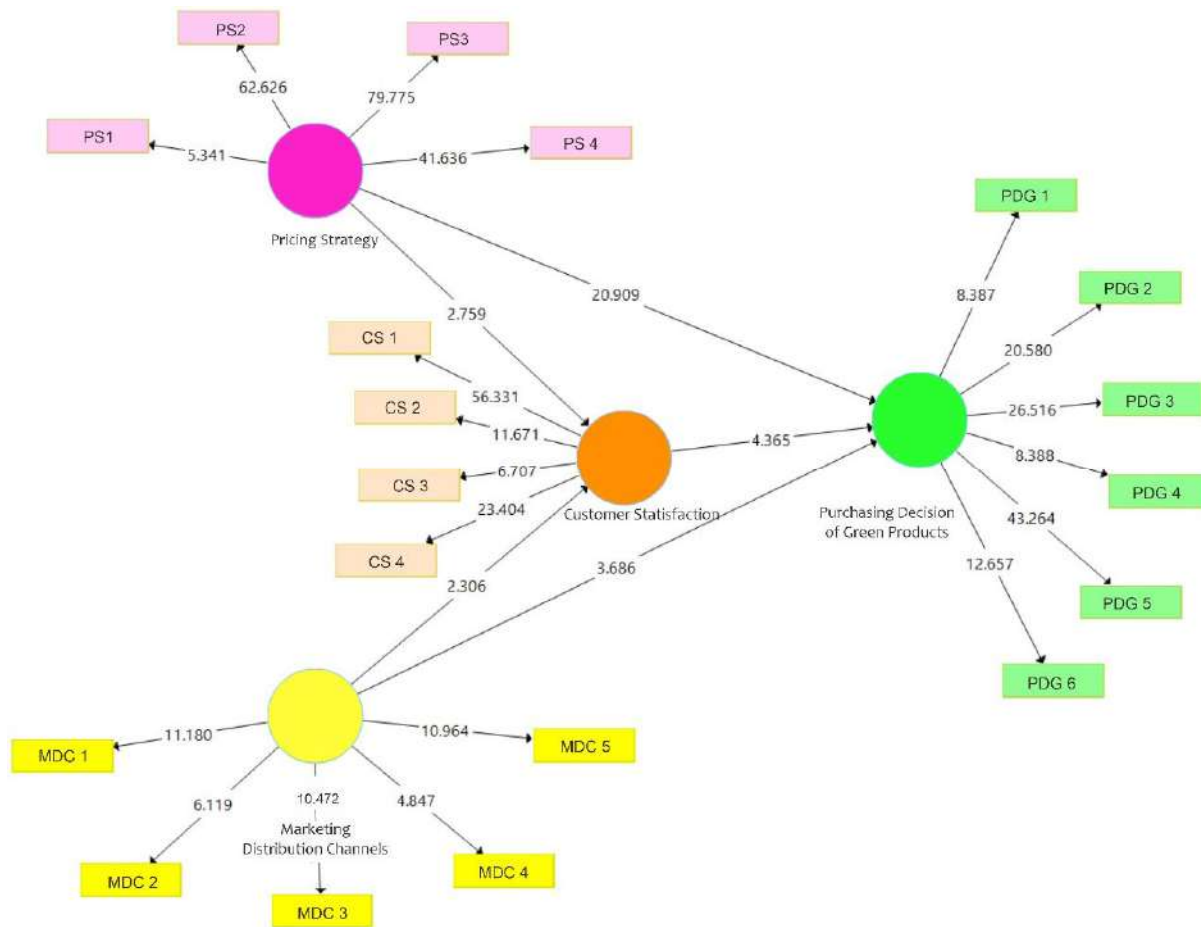 PS2
PS3
62.626
79.775
PS1
5.341
41.636
PS 4
Pricing Strategy
PDG 1
20.909
8.387
PDG 2
2.759
CS 1
20.580
56.331
CS 2
11.671
4.365
26.516
PDG 3
6.707
CS 3
8.388
PDG 4
23.404
Customer Statisfaction
Purchasing Decision
of Green Products
43.264
CS 4
3.686
12.657
2.306
PDG 5
PDG 6
11.180
10.964
MDC 5
MDC 1
6.119
10.472
4.847
Marketing
Distribution Channels
MDC 2
MDC 4
MDC 3